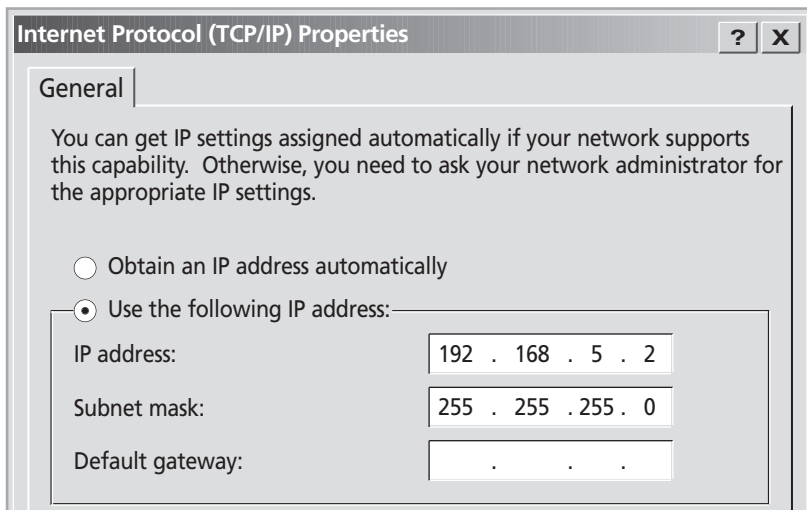 Internet Protocol (TCP/IP) Properties
? X
General
You can get IP settings assigned automatically if your network supports
this capability. Otherwise, you need to ask your network administrator for
the appropriate IP settings.
Obtain an IP address automatically
Use the following IP address:
IP address: 192 . 168 . 5 . 2
Subnet mask: 255 . 255 . 255 . 0
Default gateway: . . .